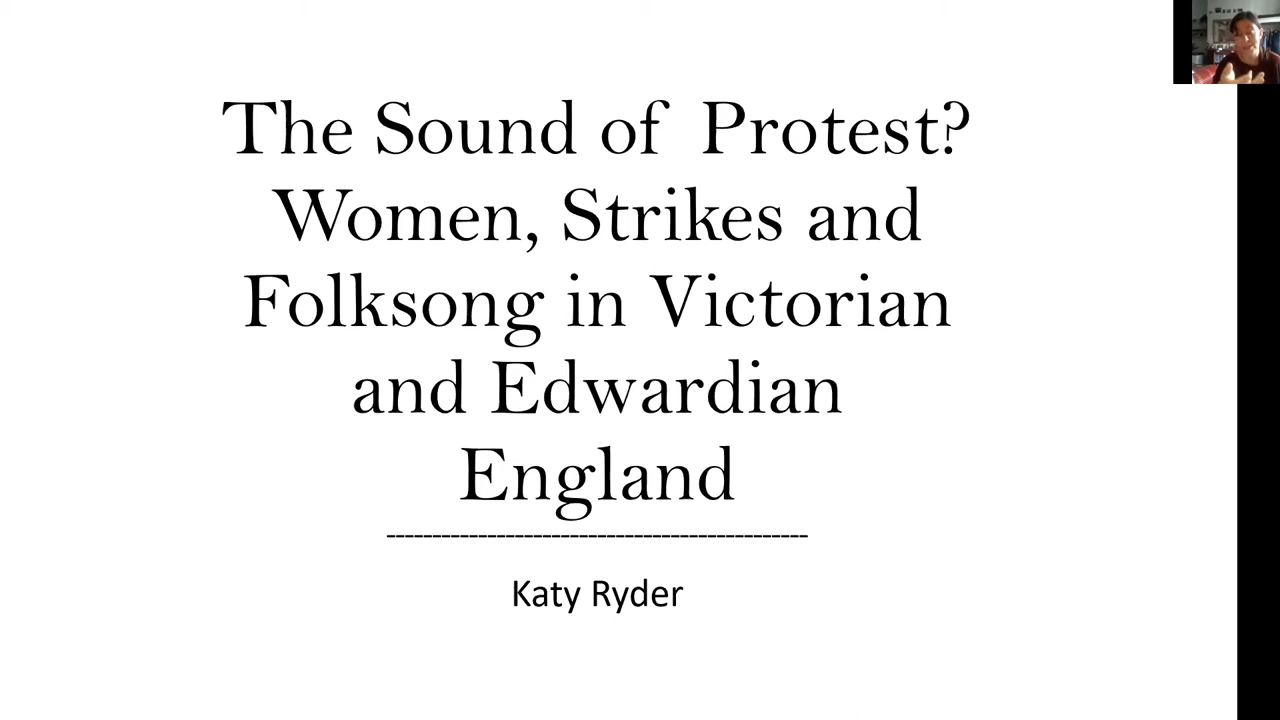 The Sound of Protest?
Women, Strikes and
Folksong in Victorian
and Edwardian
England
----------------------------------------------
Katy Ryder